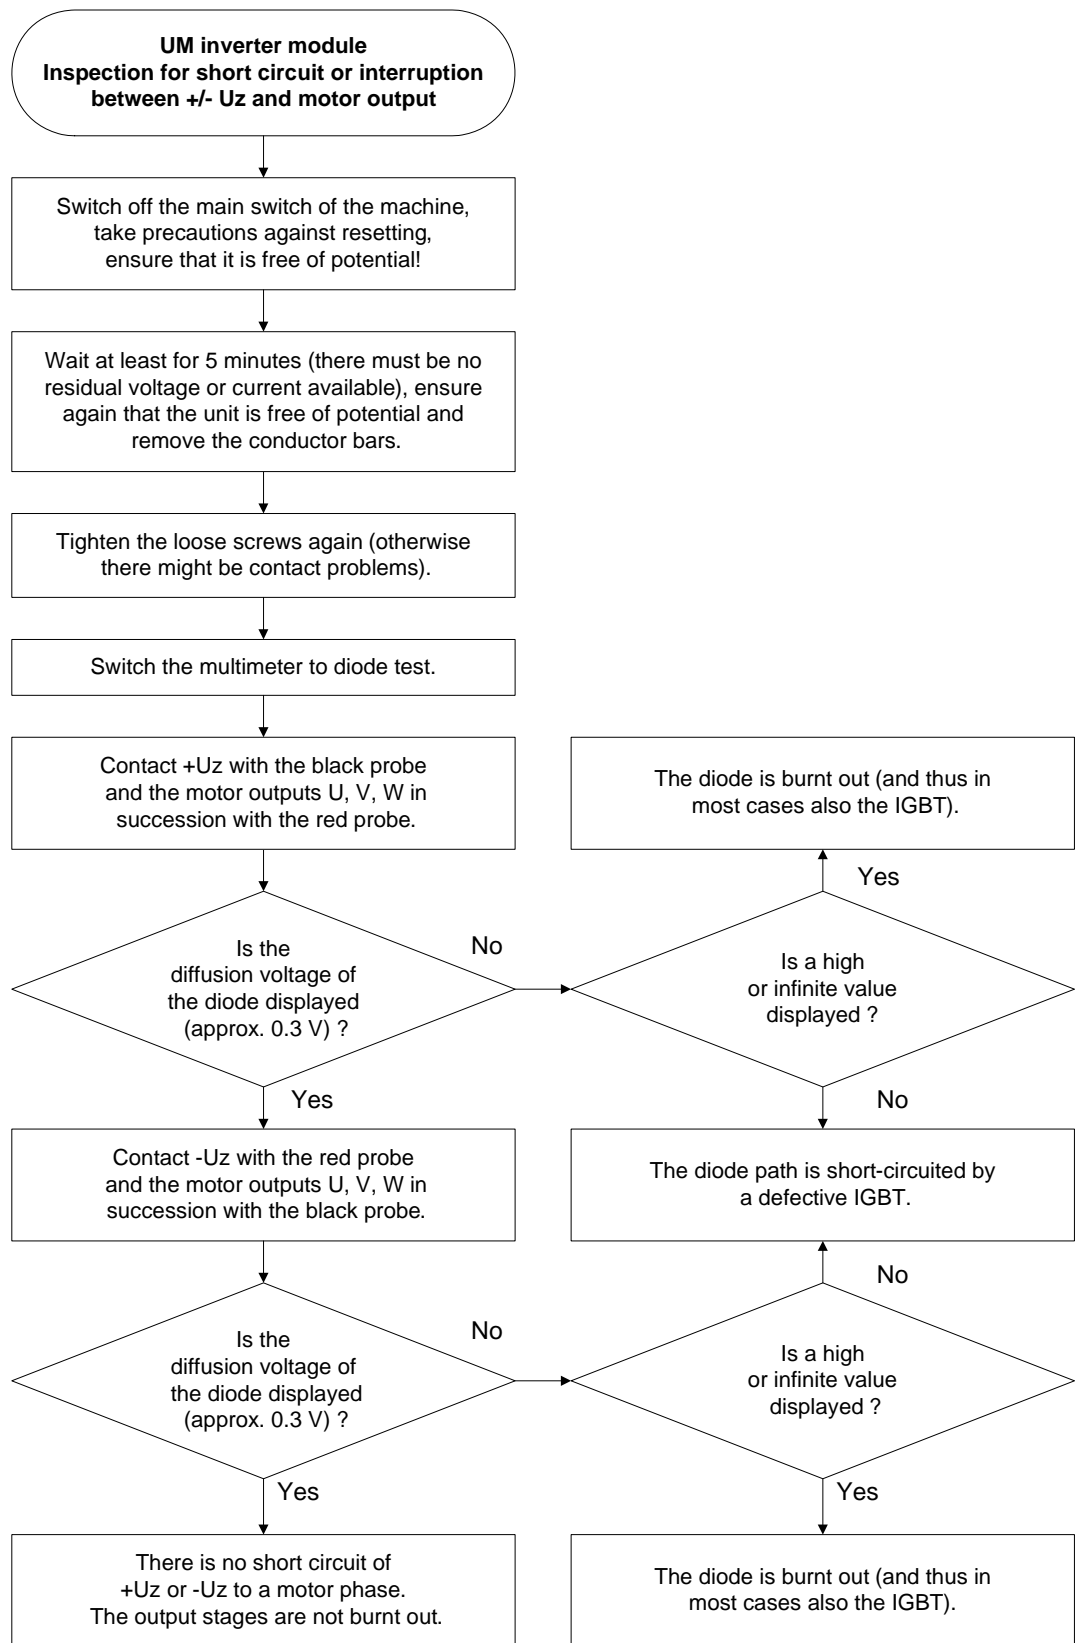 UM inverter module
Inspection for short circuit or interruption
between +/- Uz and motor output
Switch off the main switch of the machine,
take precautions against resetting,
ensure that it is free of potential!
Wait at least for 5 minutes (there must be no
residual voltage or current available), ensure
again that the unit is free of potential and
remove the conductor bars.
Tighten the loose screws again (otherwise
there might be contact problems).
Switch the multimeter to diode test.
Contact +Uz with the black probe
and the motor outputs U, V, W in
succession with the red probe.
The diode is burnt out (and thus in
most cases also the IGBT).
Yes
Is the
diffusion voltage of
the diode displayed
(approx. 0.3 V) ?
No
Is a high
or infinite value
displayed ?
Yes
No
Contact -Uz with the red probe
and the motor outputs U, V, W in
succession with the black probe.
The diode path is short-circuited by
a defective IGBT.
No
Is the
diffusion voltage of
the diode displayed
(approx. 0.3 V) ?
No
Is a high
or infinite value
displayed ?
Yes
Yes
There is no short circuit of
+Uz or -Uz to a motor phase.
The output stages are not burnt out.
The diode is burnt out (and thus in
most cases also the IGBT).